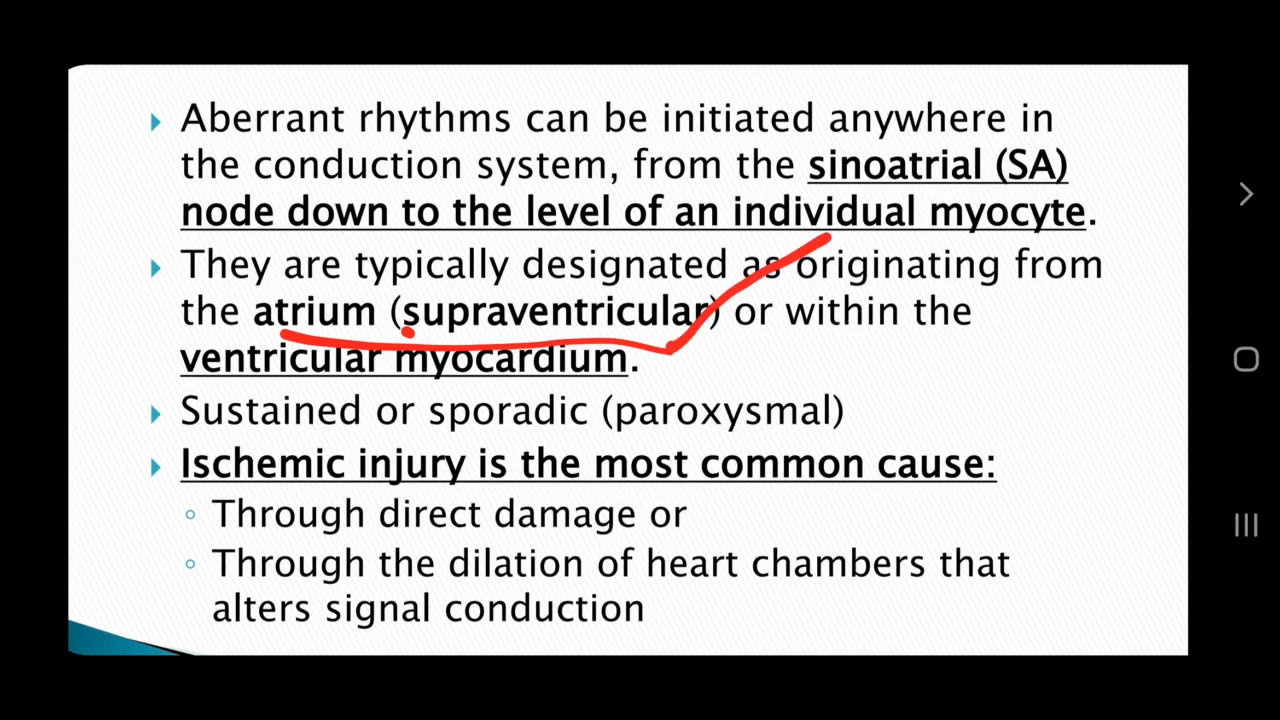 Aberrant rhythms can be initiated anywhere in
the conduction system, from the sinoatrial (SA)
node down to the level of an individual myocyte.
They are typically designated as originating from
the atrium (supraventricular) or within the
ventricular myocardium.
Sustained or sporadic (paroxysmal)
Ischemic injury is the most common cause:
Through direct damage or
Through the dilation of heart chambers that
alters signal conduction